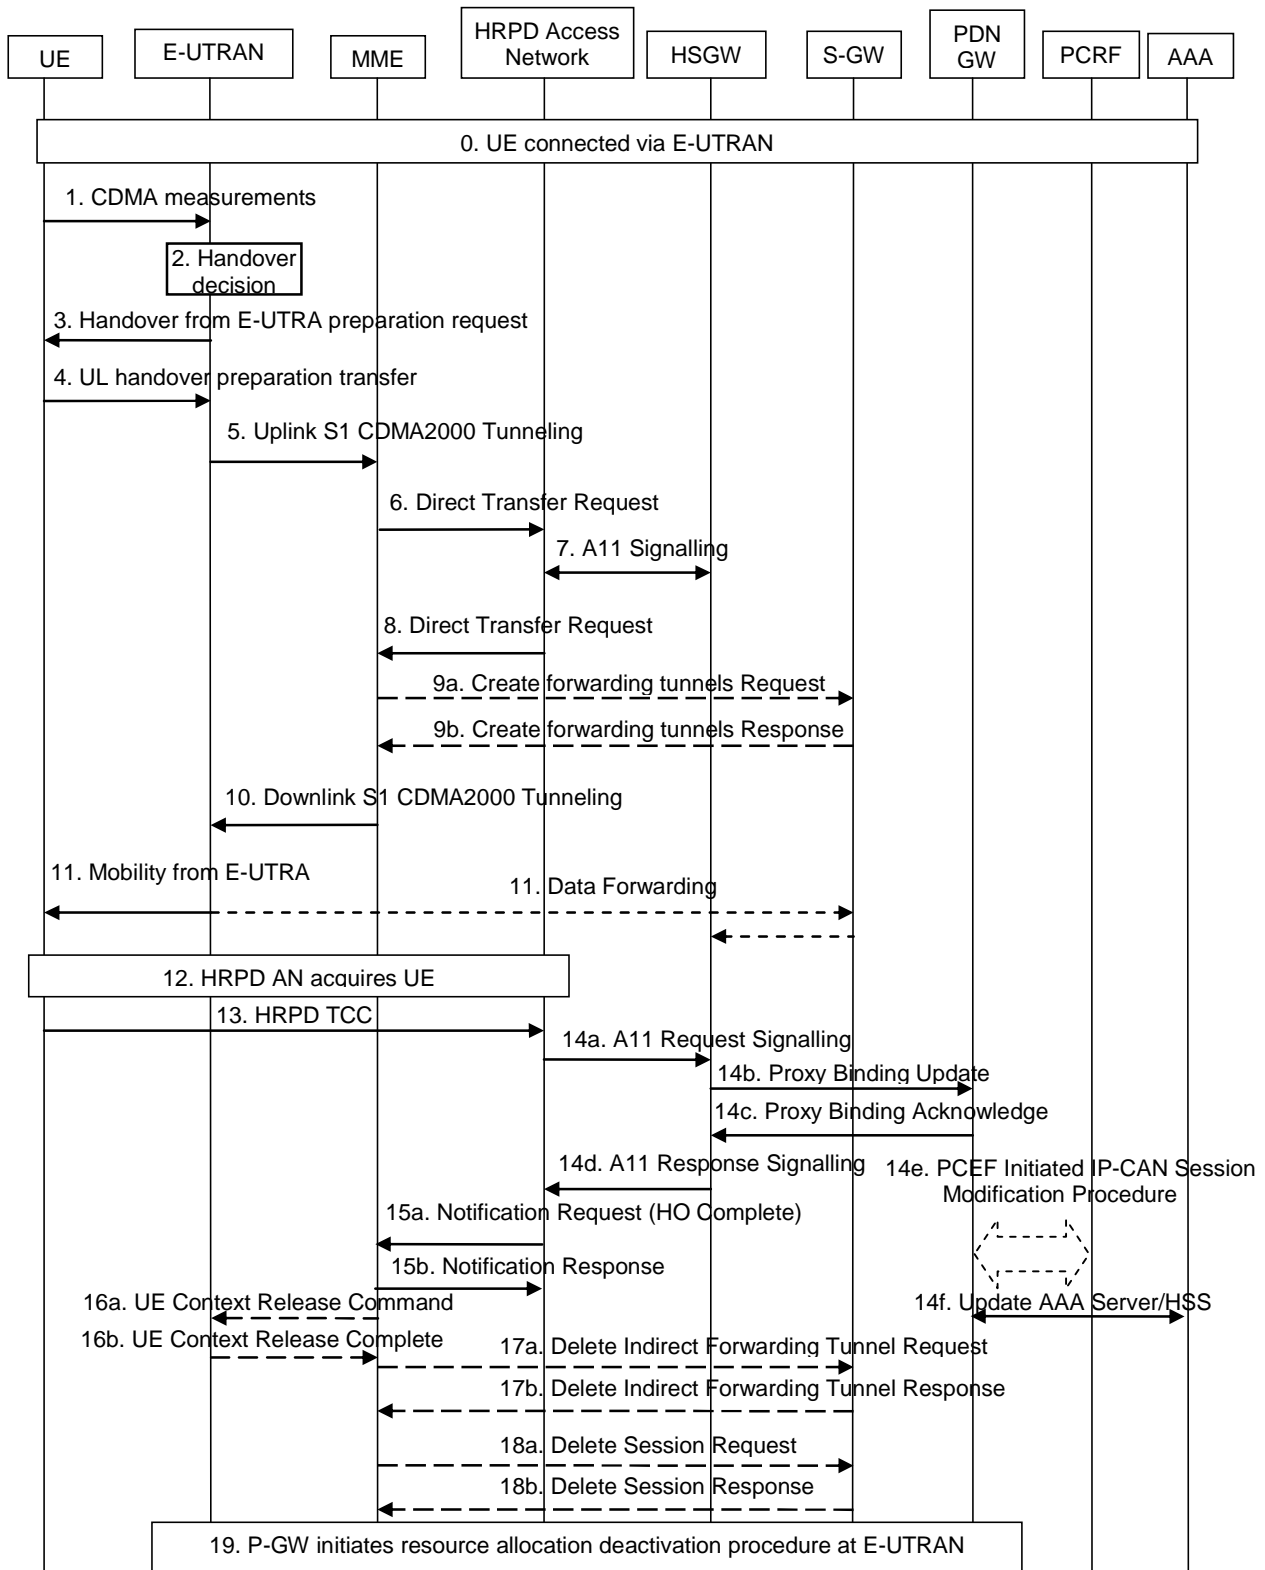 UE
E-UTRAN
MME
HRPD Access
Network
HSGW
S-GW
PDN
GW
PCRF
AAA
0. UE connected via E-UTRAN
1. CDMA measurements
2. Handover
decision
3. Handover from E-UTRA preparation request
4. UL handover preparation transfer
5. Uplink S1 CDMA2000 Tunneling
6. Direct Transfer Request
7. A11 Signalling
8. Direct Transfer Request
9a. Create forwarding tunnels Request
9b. Create forwarding tunnels Response
10. Downlink S1 CDMA2000 Tunneling
11. Mobility from E-UTRA
11. Data Forwarding
12. HRPD AN acquires UE
13. HRPD TCC
14a. A11 Request Signalling
14b. Proxy Binding Update
14c. Proxy Binding Acknowledge
14d. A11 Response Signalling
14e. PCEF Initiated IP-CAN Session
Modification Procedure
15a. Notification Request (HO Complete)
15b. Notification Response
14f. Update AAA Server/HSS
16a. UE Context Release Command
16b. UE Context Release Complete
17a. Delete Indirect Forwarding Tunnel Request
17b. Delete Indirect Forwarding Tunnel Response
18a. Delete Session Request
18b. Delete Session Response
19. P-GW initiates resource allocation deactivation procedure at E-UTRAN